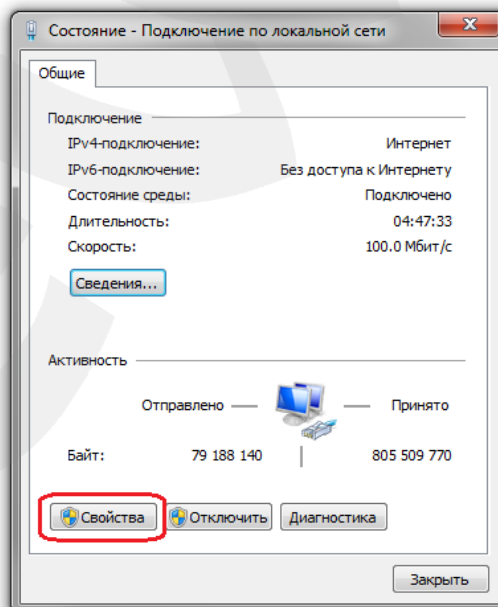 Состояние - Подключение по локальной сети
Общие
Подключение
IPv4-подключение: Интернет
IPv6-подключение: Без доступа к Интернету
Состояние среды: Подключено
Длительность: 04:47:33
Скорость: 100.0 Мбит/с
Сведения...
Активность
Отправлено — — Принято
Байт: 79 188 140 | 805 509 770
Свойства Отключить Диагностика
Закрыть